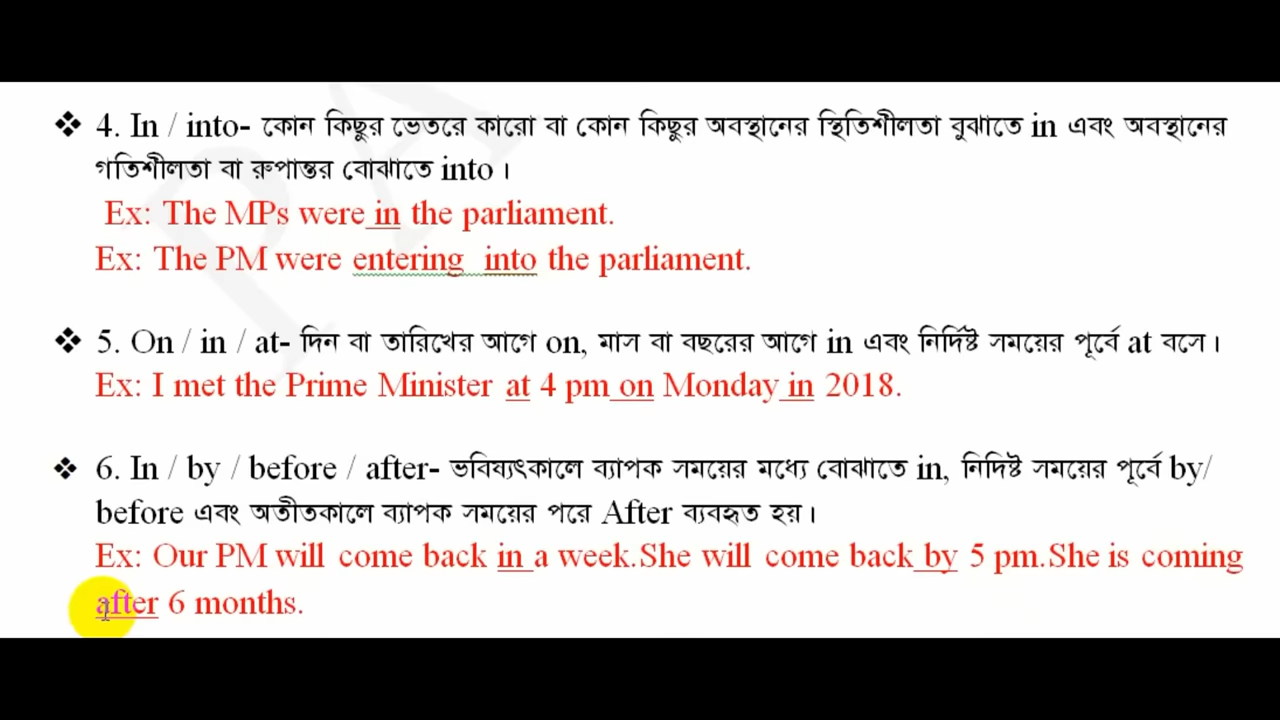 ❖ 4. In / into- কোন কিছুর ভেতরে কারো বা কোন কিছুর অবস্থানের স্থিতিশীলতা বুঝাতে in এবং অবস্থানের
গতিশীলতা বা রুপান্তর বোঝাতে into ।
Ex: The MPs were in the parliament.
Ex: The PM were entering into the parliament.
❖ 5. On / in / at- দিন বা তারিখের আগে on, মাস বা বছরের আগে in এবং নির্দিষ্ট সময়ের পূর্বে at বসে ।
Ex: I met the Prime Minister at 4 pm on Monday in 2018.
❖ 6. In / by / before / after- ভবিষ্যৎকালে ব্যাপক সময়ের মধ্যে বোঝাতে in, নিদিষ্ট সময়ের পূর্বে by/
before এবং অতীতকালে ব্যাপক সময়ের পরে After ব্যবহৃত হয় ।
Ex: Our PM will come back in a week.She will come back by 5 pm.She is coming
after 6 months.